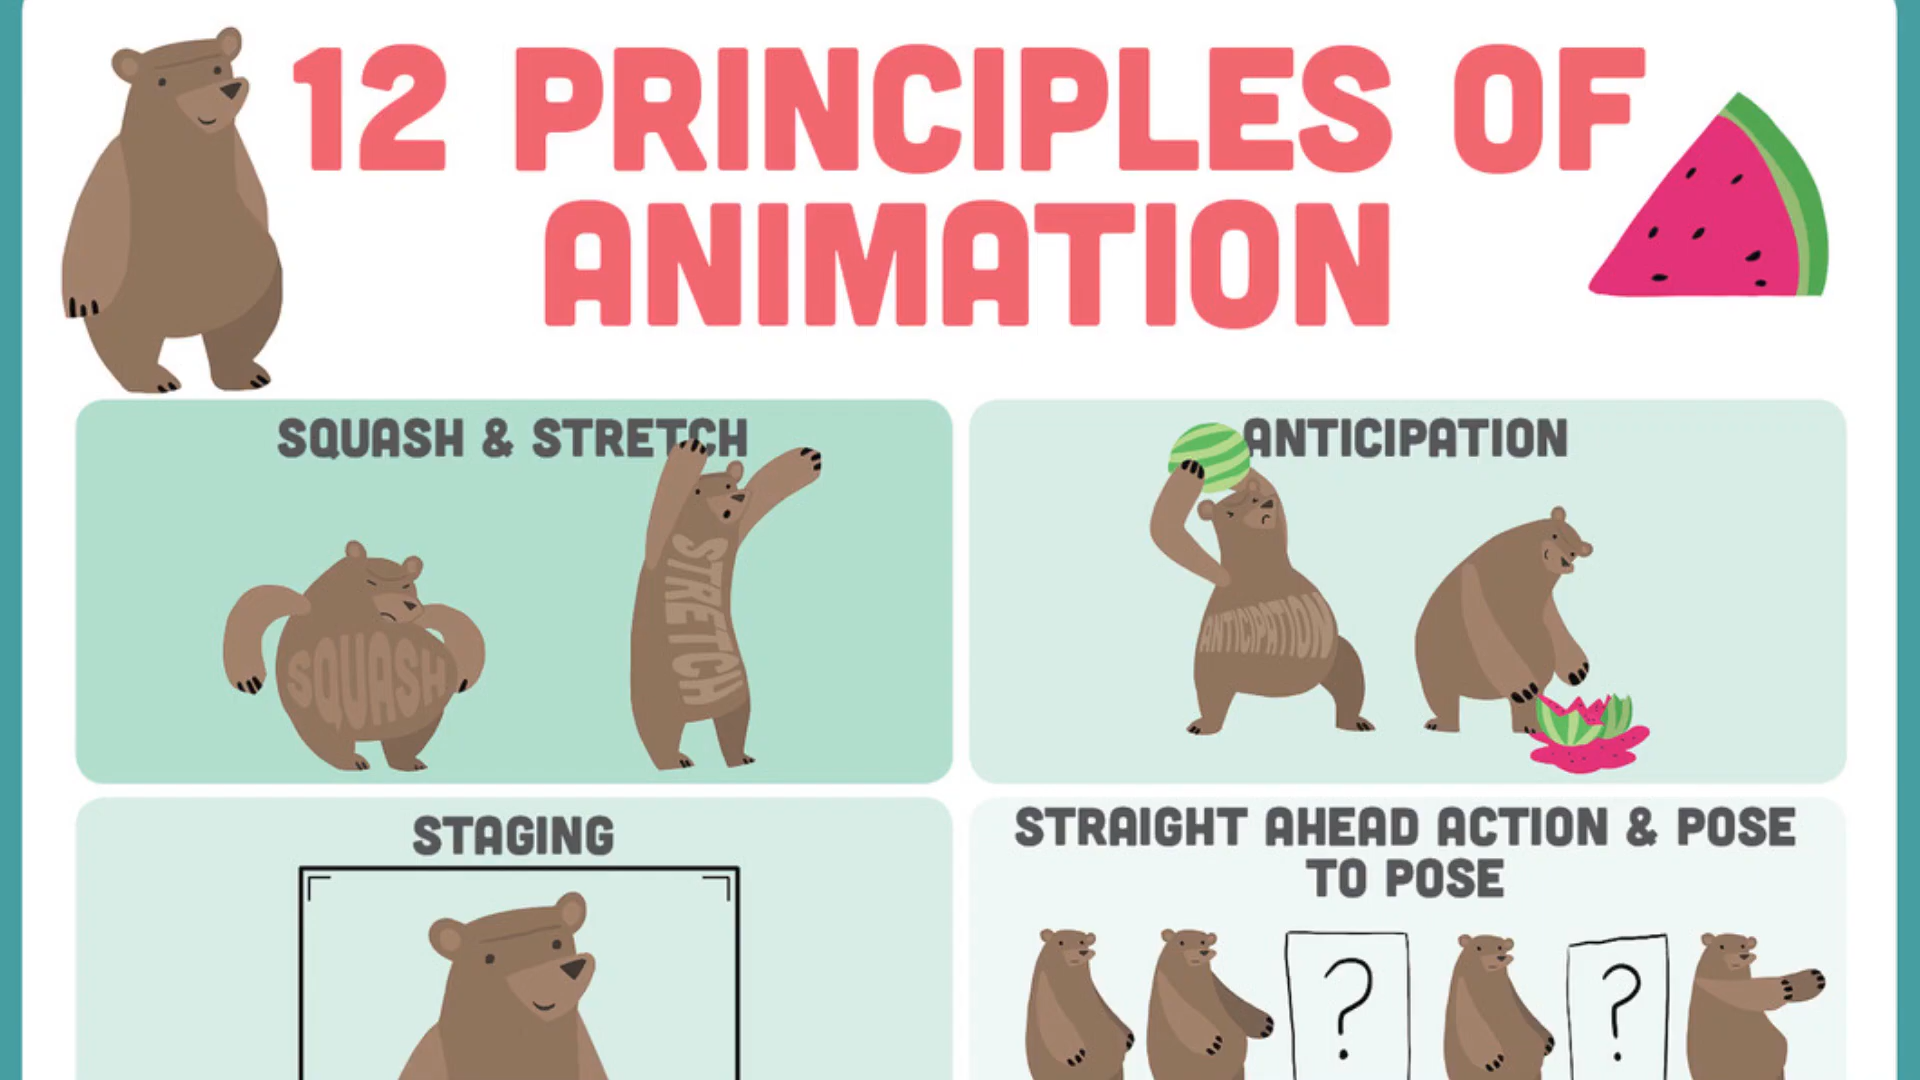 12 PRINCIPLES OF
ANIMATION
SQUASH & STRETCH
SQUASH
STRETCH
ANTICIPATION
ANTICIPATION
STAGING
STRAIGHT AHEAD ACTION & POSE
TO POSE
?
?